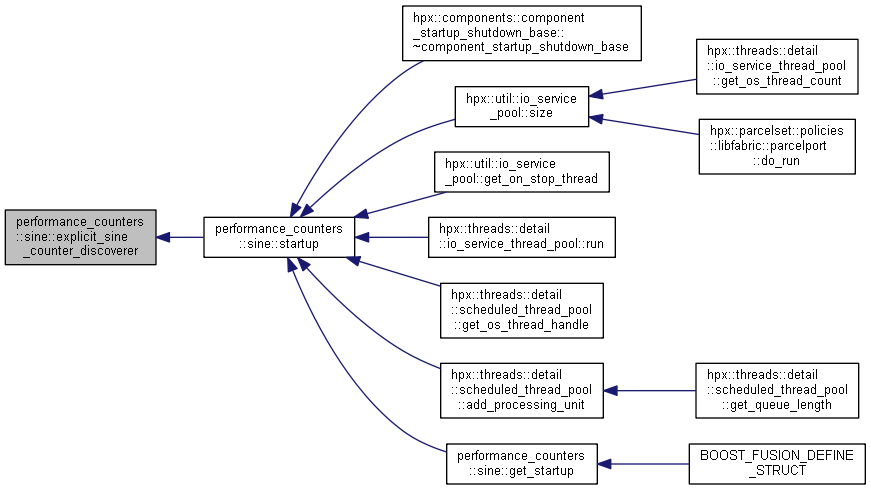 performance_counters
::sine::explicit_sine
_counter_discoverer
performance_counters
::sine::startup
hpx::components::component
_startup_shutdown_base::
~component_startup_shutdown_base
hpx::util::io_service
_pool::size
hpx::util::io_service
_pool::get_on_stop_thread
hpx::threads::detail
::io_service_thread_pool::run
hpx::threads::detail
::scheduled_thread_pool
::get_os_thread_handle
hpx::threads::detail
::scheduled_thread_pool
::add_processing_unit
performance_counters
::sine::get_startup
hpx::threads::detail
::io_service_thread_pool
::get_os_thread_count
hpx::parcelset::policies
::libfabric::parcelport
::do_run
hpx::threads::detail
::scheduled_thread_pool
::get_queue_length
BOOST_FUSION_DEFINE
_STRUCT